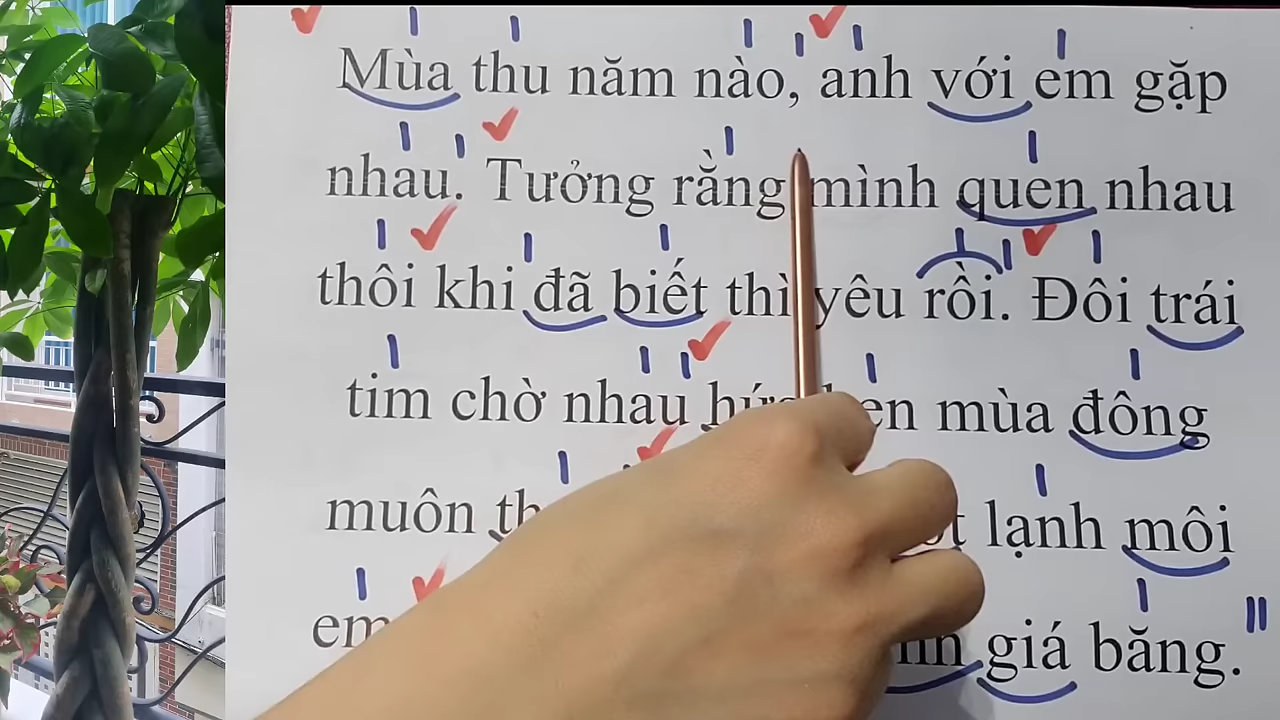 Mùa thu năm nào, anh với em gặp
nhau. Tưởng rằng mình quen nhau
thôi khi đã biết thì yêu rồi. Đôi trái
tim chờ nhau mùa đông
muôn lạnh môi
em giá băng.